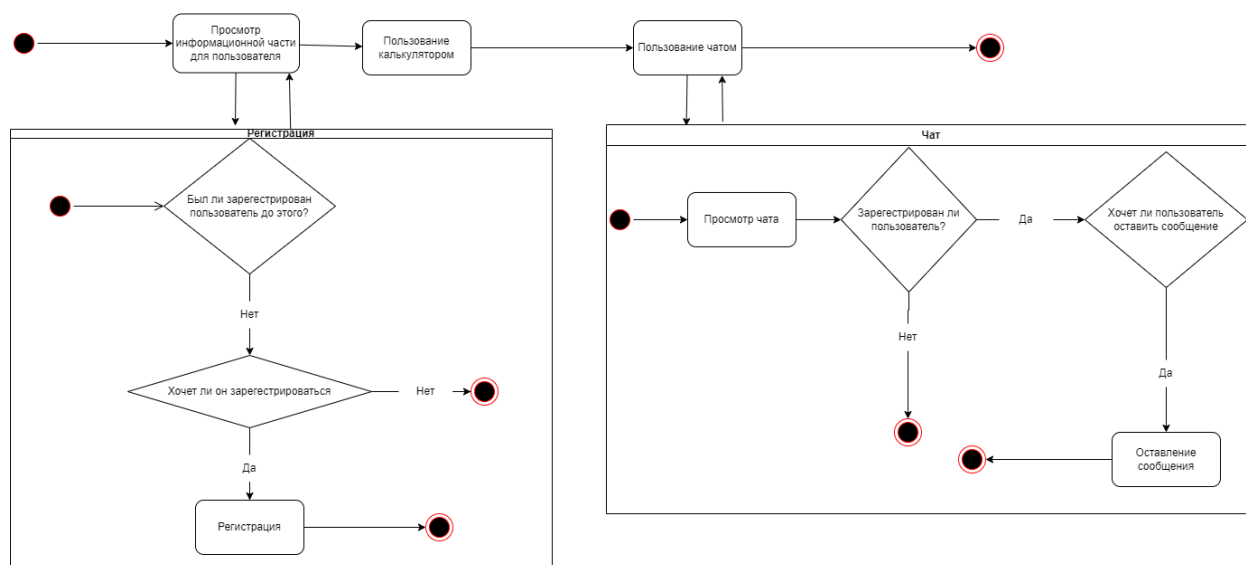 Просмотр
информационной части
для пользователя
Пользование
калькулятором
Пользование чатом
Регистрация
Был ли зарегестрирован
пользователь до этого?
Нет
Хочет ли он зарегестрироваться
Нет
Да
Регистрация
Чат
Просмотр чата
Зарегестрирован ли
пользователь?
Да
Хочет ли пользователь
оставить сообщение
Нет
Да
Оставление
сообщения